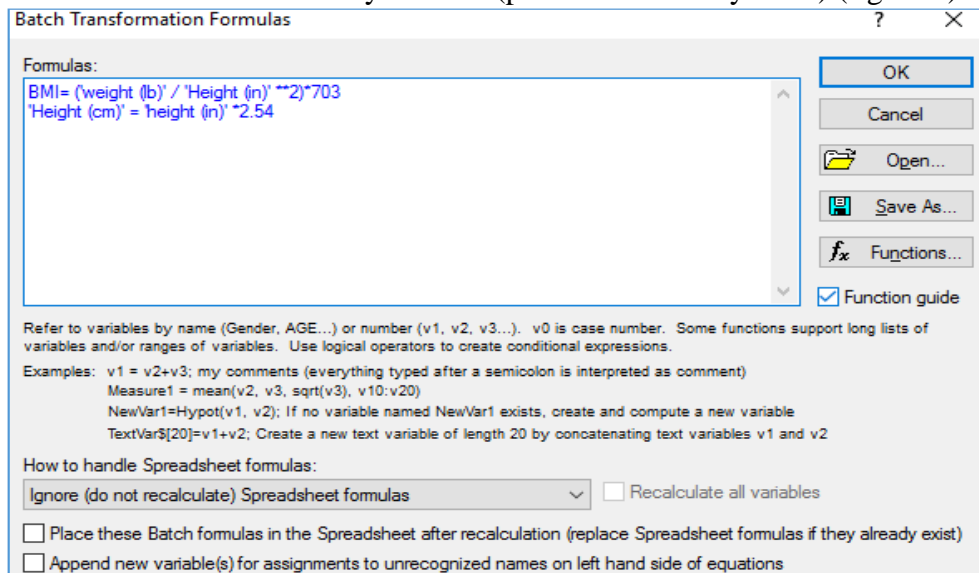 Batch Transformation Formulas ? ×
Formulas:
BMI= ('weight (lb)' / 'Height (in)' **2)*703
'Height (cm)' = 'height (in)' *2.54
OK
Cancel
Open...
Save As...
fx Functions...
Function guide
Refer to variables by name (Gender, AGE...) or number (v1, v2, v3...). v0 is case number. Some functions support long lists of
variables and/or ranges of variables. Use logical operators to create conditional expressions.
Examples: v1 = v2+v3; my comments (everything typed after a semicolon is interpreted as comment)
Measure1 = mean(v2, v3, sqrt(v3), v10:v20)
NewVar1=Hypot(v1, v2); If no variable named NewVar1 exists, create and compute a new variable
TextVar$[20]=v1+v2; Create a new text variable of length 20 by concatenating text variables v1 and v2
How to handle Spreadsheet formulas:
Ignore (do not recalculate) Spreadsheet formulas
Recalculate all variables
Place these Batch formulas in the Spreadsheet after recalculation (replace Spreadsheet formulas if they already exist)
Append new variable(s) for assignments to unrecognized names on left hand side of equations